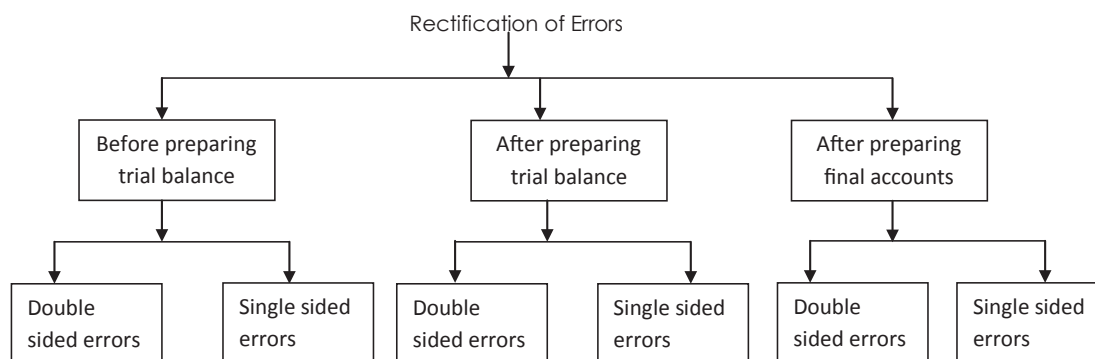 Rectification of Errors
Before preparing
trial balance
After preparing
trial balance
After preparing
final accounts
Double
sided errors
Single sided
errors
Double
sided errors
Single sided
errors
Double
sided errors
Single sided
errors